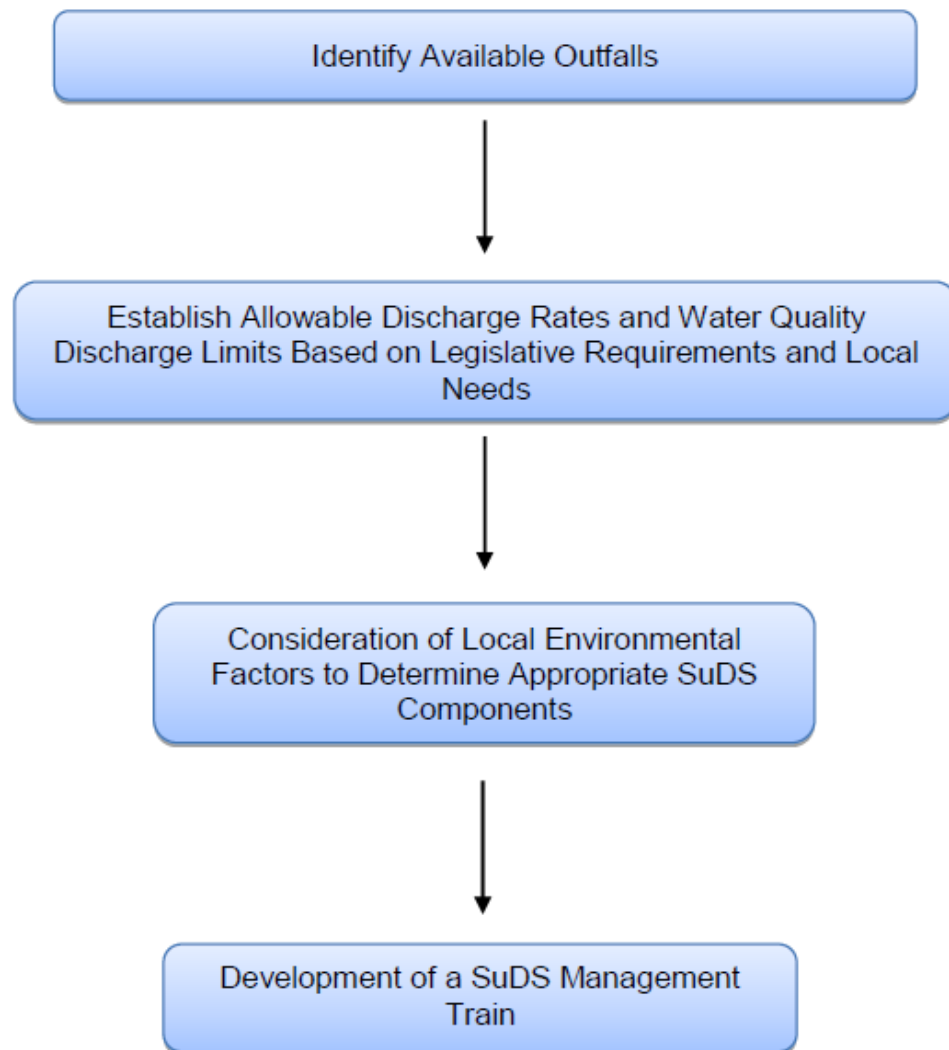 Identify Available Outfalls
Establish Allowable Discharge Rates and Water Quality
Discharge Limits Based on Legislative Requirements and Local
Needs
Consideration of Local Environmental
Factors to Determine Appropriate SuDS
Components
Development of a SuDS Management
Train